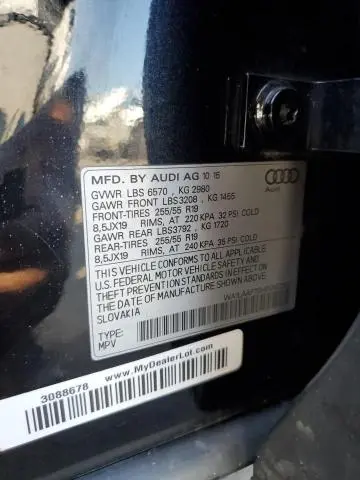 MFD. BY AUDI AG 10 15
GVWR LBS 6570 , KG 2980
GAWR FRONT LBS3208 , KG 1455
FRONT-TIRES 255/55 R19
8,5JX19 RIMS, AT 220 KPA 32 PSI COLD
GAWR REAR LBS3792 , KG 1720
REAR-TIRES 255/55 R19
8,5JX19 RIMS, AT 240 KPA 35 PSI COLD
THIS VEHICLE CONFORMS TO ALL APPLICABLE
U.S. FEDERAL MOTOR VEHICLE SAFETY AND
THEFT PREVENTION STANDARDS IN EFFECT ON
THE DATE OF MANUFACTURE SHOWN ABOVE
SLOVAKIA
TYPE:
MPV
Audi
3088678
www.MyDealerLot.com